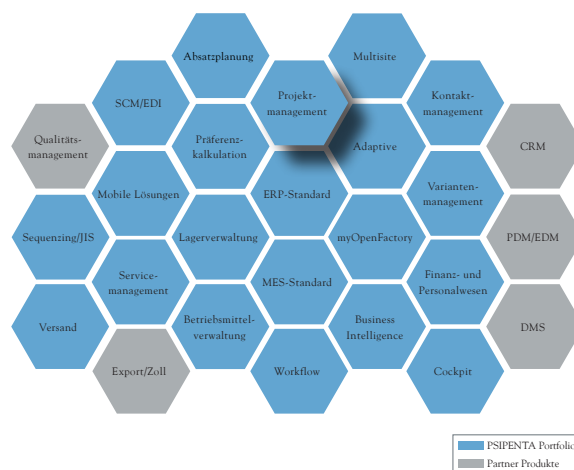 Absatzplanung
Multisite
SCM/EDI
Projekt-
management
Kontakt-
management
Qualitäts-
management
Präferenz-
kalkulation
Adaptive
CRM
Mobile Lösungen
ERP-Standard
Varianten-
management
Sequenzing/JIS
Lagerverwaltung
myOpenFactory
PDM/EDM
Service-
management
MES-Standard
Finanz- und
Personalwesen
Versand
Betriebsmittel-
verwaltung
Business
Intelligence
DMS
Export/Zoll
Workflow
Cockpit
PSIPENTA Portfolio
Partner Produkte